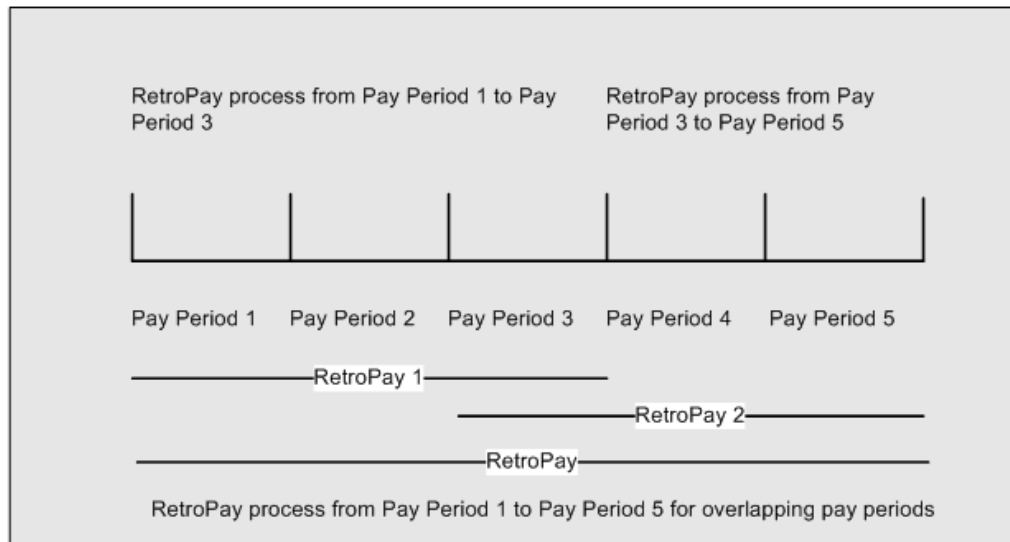 RetroPay process from Pay Period 1 to Pay
Period 3
RetroPay process from Pay
Period 3 to Pay Period 5
Pay Period 1
Pay Period 2
Pay Period 3
Pay Period 4
Pay Period 5
RetroPay 1
RetroPay 2
RetroPay
RetroPay process from Pay Period 1 to Pay Period 5 for overlapping pay periods